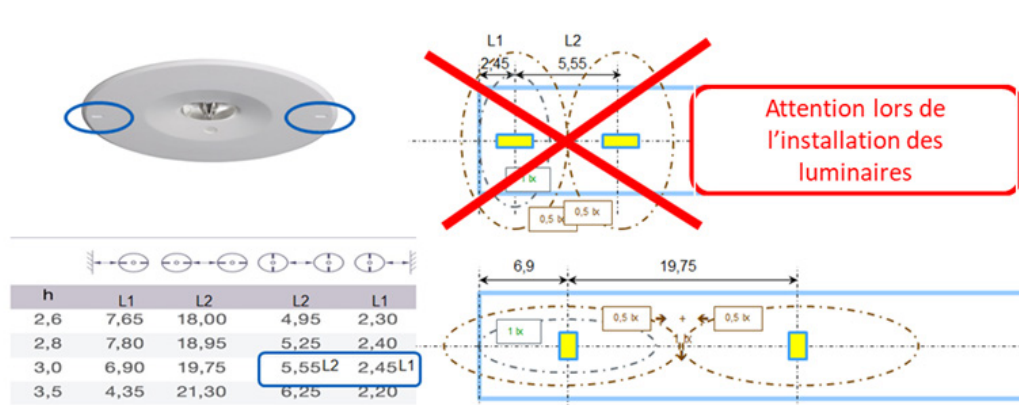 L1 L2
2,45 5,55
Attention lors de
l'installation des
luminaires
1 lx
0,5 lx 0,5 lx
6,9 19,75
0,5 lx + 0,5 lx
1 lx 1 lx
h L1 L2 L2 L1
2,6 7,65 18,00 4,95 2,30
2,8 7,80 18,95 5,25 2,40
3,0 6,90 19,75 5,55 L2 2,45 L1
3,5 4,35 21,30 6,25 2,20